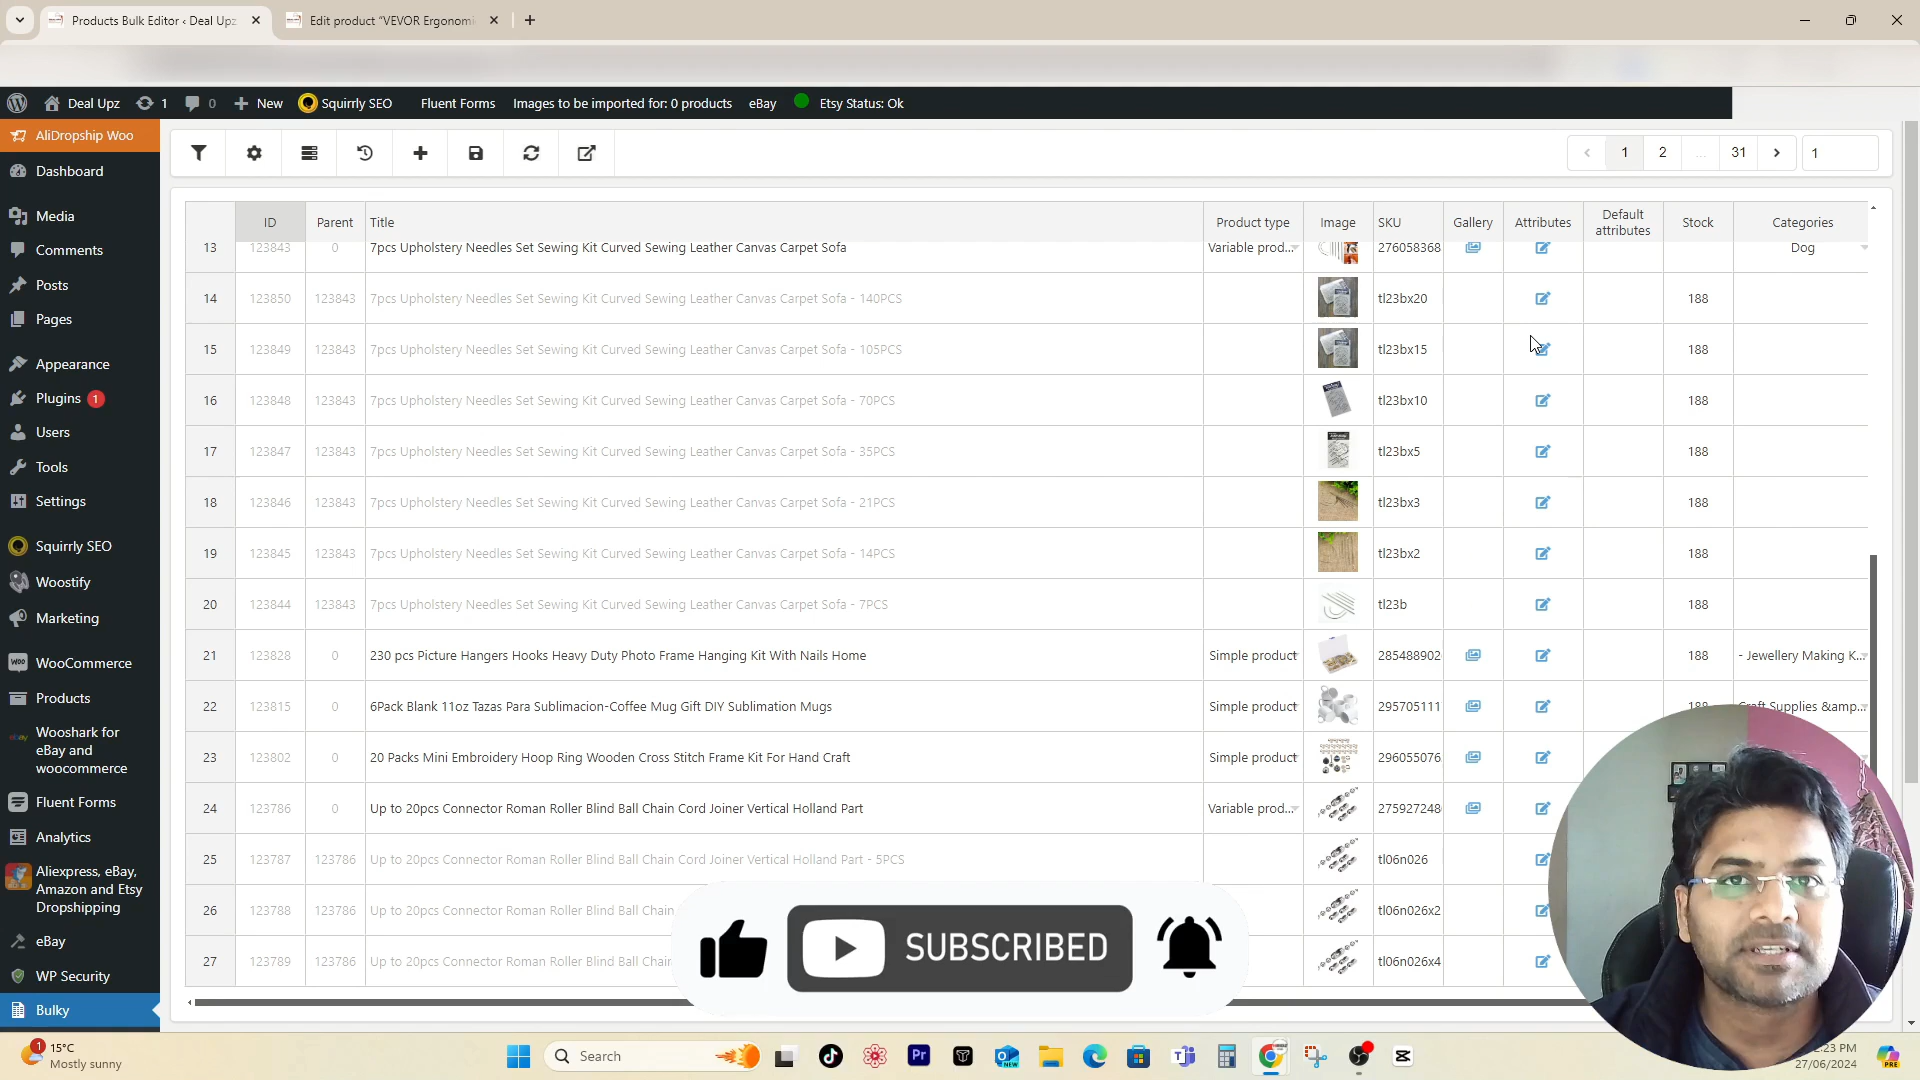 Products Bulk Editor ‹ Deal Upz
Edit product “VEVOR Ergonomi
Deal Upz 1 0 New Squirrly SEO Fluent Forms Images to be imported for: 0 products eBay Etsy Status: Ok
AliDropship Woo
Dashboard
Media
Comments
Posts
Pages
Appearance
Plugins 1
Users
Tools
Settings
Squirrly SEO
Woostify
Marketing
WooCommerce
Products
Wooshark for
eBay and
woocommerce
Fluent Forms
Analytics
Aliexpress, eBay,
Amazon and Etsy
Dropshipping
eBay
WP Security
Bulky
1 2 ... 31 1
ID Parent Title Product type Image SKU Gallery Attributes Default attributes Stock Categories
13 123843 0 7pcs Upholstery Needles Set Sewing Kit Curved Sewing Leather Canvas Carpet Sofa Variable prod... 276058368 Dog
14 123850 123843 7pcs Upholstery Needles Set Sewing Kit Curved Sewing Leather Canvas Carpet Sofa - 140PCS tl23bx20 188
15 123849 123843 7pcs Upholstery Needles Set Sewing Kit Curved Sewing Leather Canvas Carpet Sofa - 105PCS tl23bx15 188
16 123848 123843 7pcs Upholstery Needles Set Sewing Kit Curved Sewing Leather Canvas Carpet Sofa - 70PCS tl23bx10 188
17 123847 123843 7pcs Upholstery Needles Set Sewing Kit Curved Sewing Leather Canvas Carpet Sofa - 35PCS tl23bx5 188
18 123846 123843 7pcs Upholstery Needles Set Sewing Kit Curved Sewing Leather Canvas Carpet Sofa - 21PCS tl23bx3 188
19 123845 123843 7pcs Upholstery Needles Set Sewing Kit Curved Sewing Leather Canvas Carpet Sofa - 14PCS tl23bx2 188
20 123844 123843 7pcs Upholstery Needles Set Sewing Kit Curved Sewing Leather Canvas Carpet Sofa - 7PCS tl23b 188
21 123828 0 230 pcs Picture Hangers Hooks Heavy Duty Photo Frame Hanging Kit With Nails Home Simple product 285488902 188 - Jewellery Making K...
22 123815 0 6Pack Blank 11oz Tazas Para Sublimacion-Coffee Mug Gift DIY Sublimation Mugs Simple product 295705111 188 Craft Supplies &amp...
23 123802 0 20 Packs Mini Embroidery Hoop Ring Wooden Cross Stitch Frame Kit For Hand Craft Simple product 296055076
24 123786 0 Up to 20pcs Connector Roman Roller Blind Ball Chain Cord Joiner Vertical Holland Part Variable prod... 275927248
25 123787 123786 Up to 20pcs Connector Roman Roller Blind Ball Chain Cord Joiner Vertical Holland Part - 5PCS tl06n026
26 123788 123786 Up to 20pcs Connector Roman Roller Blind Ball Chain tl06n026x2
27 123789 123786 Up to 20pcs Connector Roman Roller Blind Ball Chain tl06n026x4
SUBSCRIBED
1 15°C
Mostly sunny
Search
2:23 PM
27/06/2024